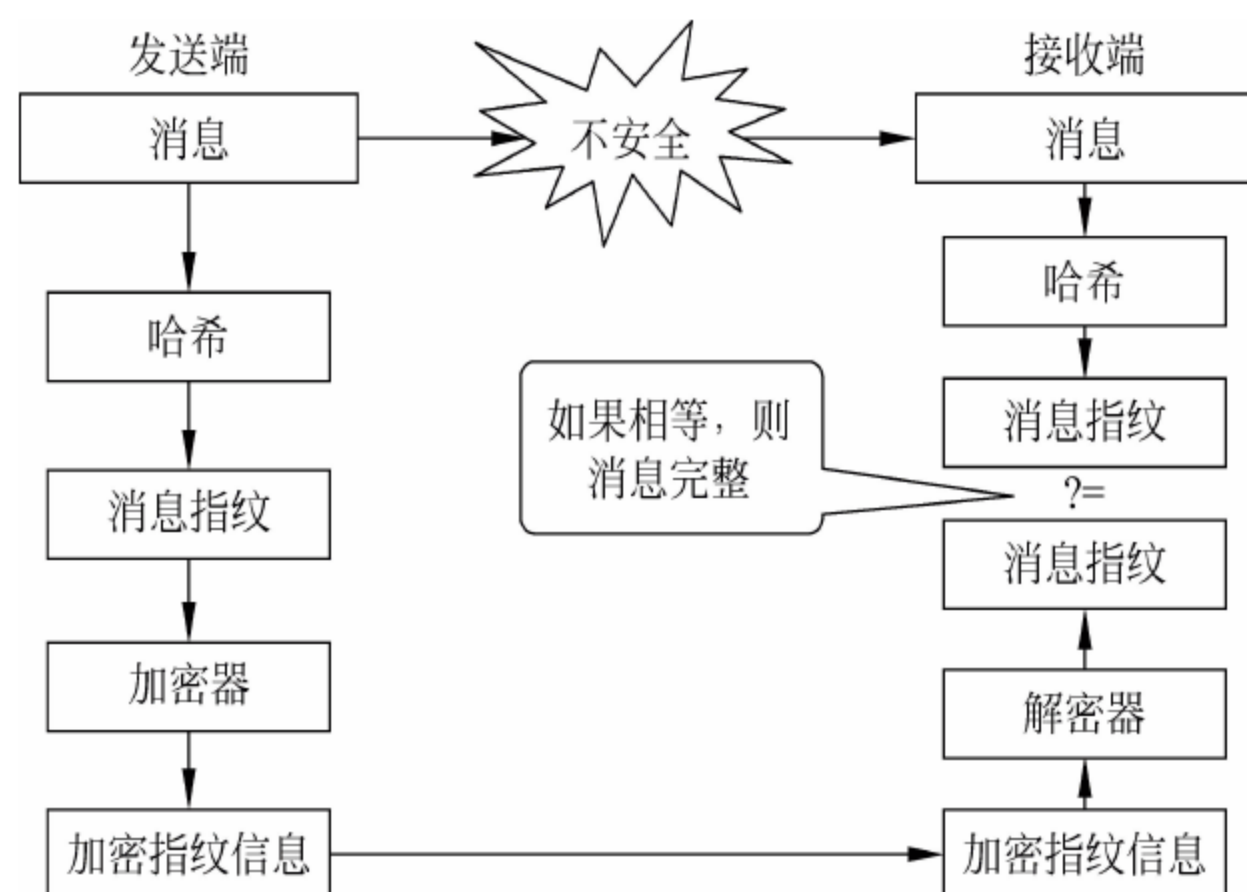 发送端
接收端
消息
不安全
消息
哈希
哈希
如果相等，则
消息完整
消息指纹
消息指纹
?=
消息指纹
加密器
解密器
加密指纹信息
加密指纹信息